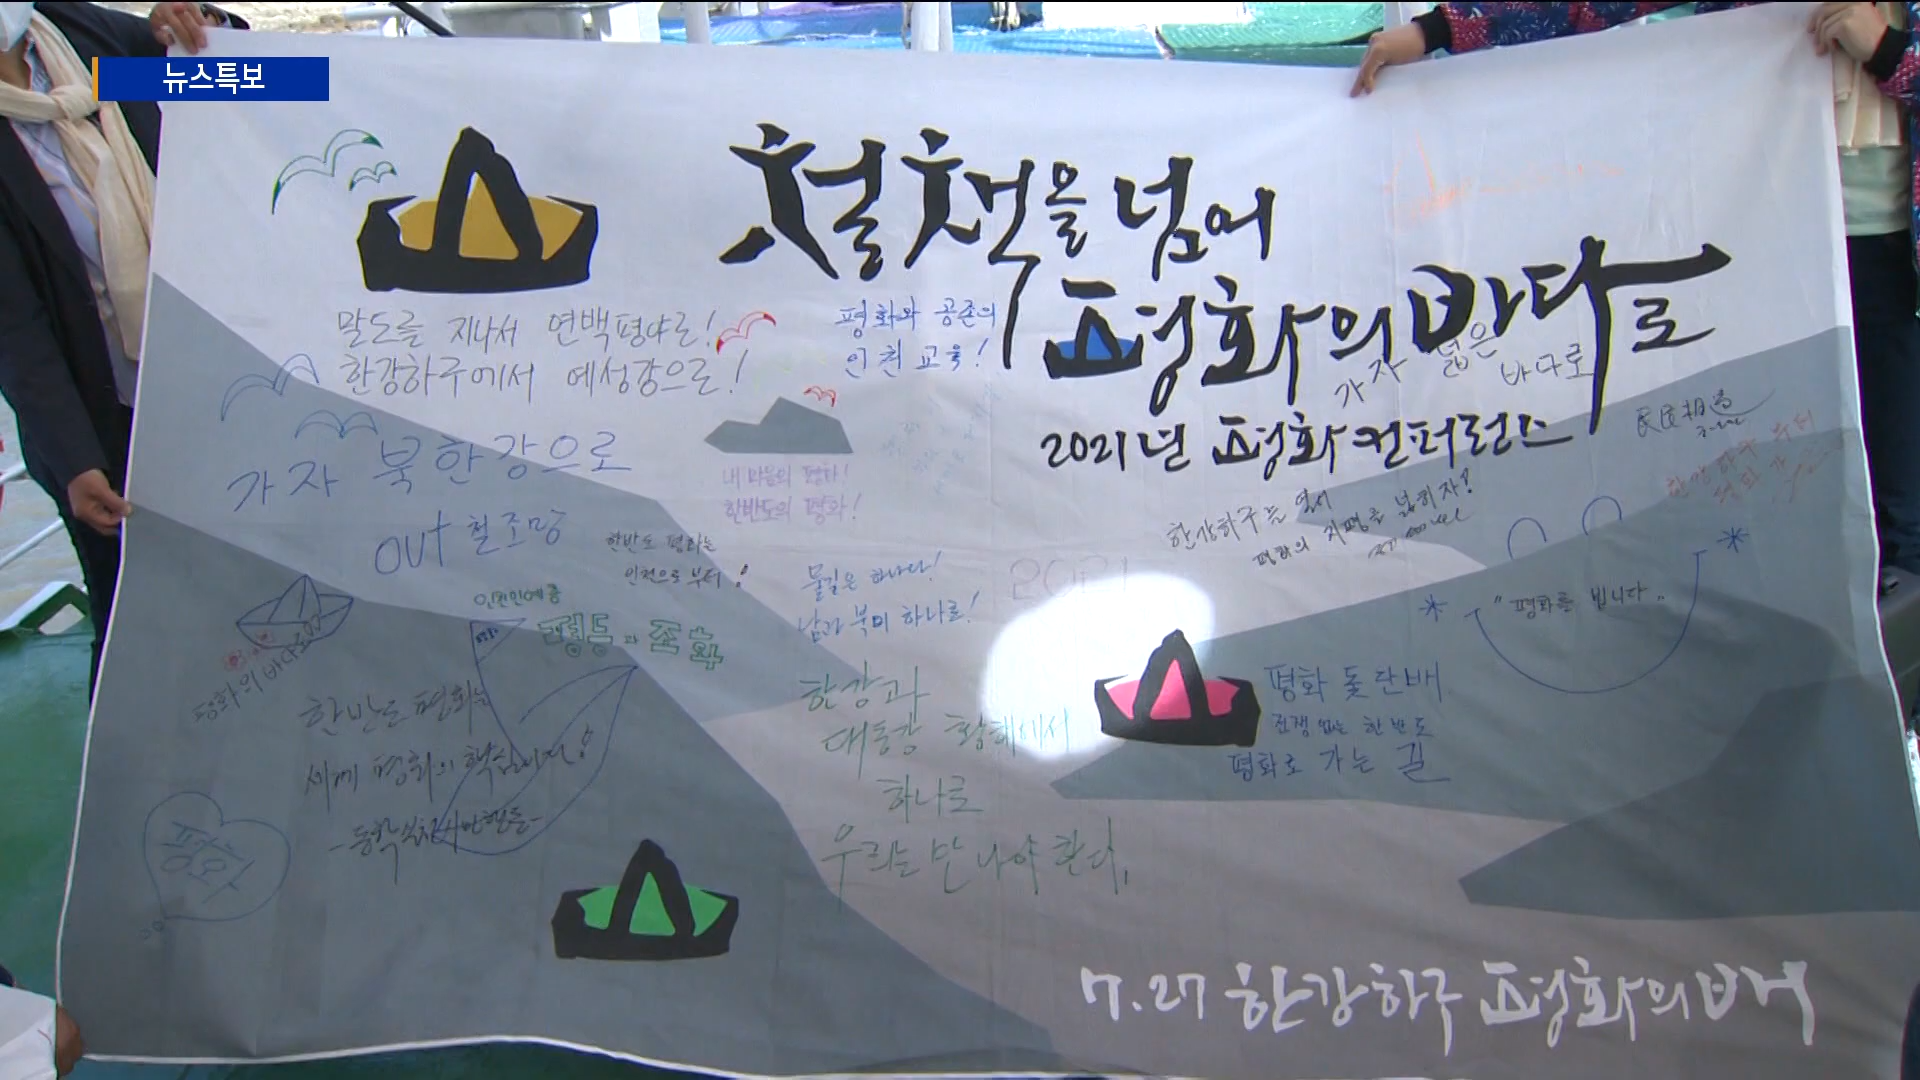 뉴스특보
철책을 넘어
평화의 바다로
2021년 평화컨퍼런스
말도를 지나서 연백평야로!
한강하구에서 예성강으로!
평화와 공존의
인천교육!
가자 넓은 바다로
가자 북한강으로
out 철조망
내 마음의 평화!
한반도의 평화!
한강하구를 열어
평화의 지평을 넓히자!
한반도 평화는
인천으로 부터!
물길은 하나다!
남과 북이 하나로!
2021
평등과 조화
"평화를 빕니다"
평화의 바다로
한반도 평화는
세계 평화의 핵심이다!
한강과
대동강 황해에서
하나로
우리는 만나야 한다.
평화 돛단배
전쟁 없는 한반도
평화로 가는 길
7.27 한강하구 평화의 배